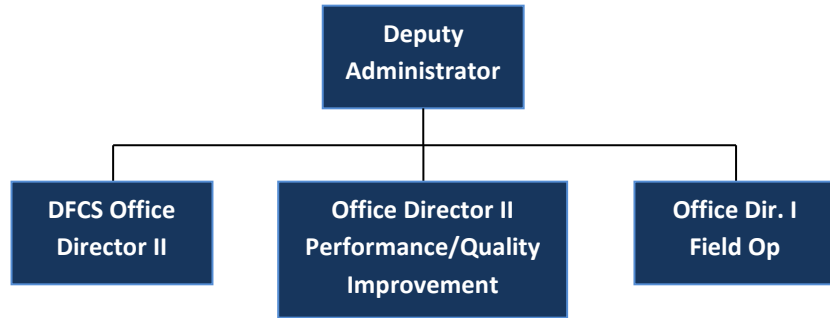 Deputy
Administrator
DFCS Office
Director II
Office Director II
Performance/Quality
Improvement
Office Dir. I
Field Op